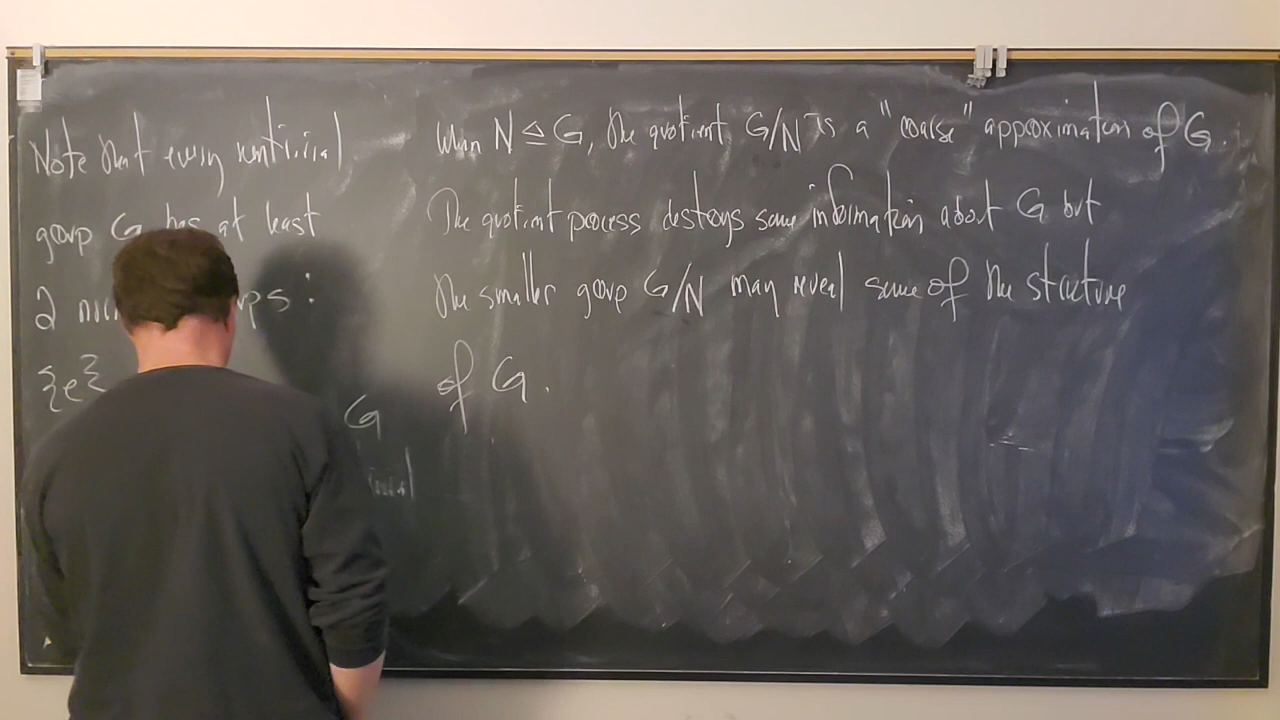 Note that every nontrivial
group G has at least
2
{e}
G
When N ⊴ G, the quotient G/N is a "coarse" approximation of G.
The quotient process destroys some information about G but
the smaller group G/N may reveal some of the structure
of G.